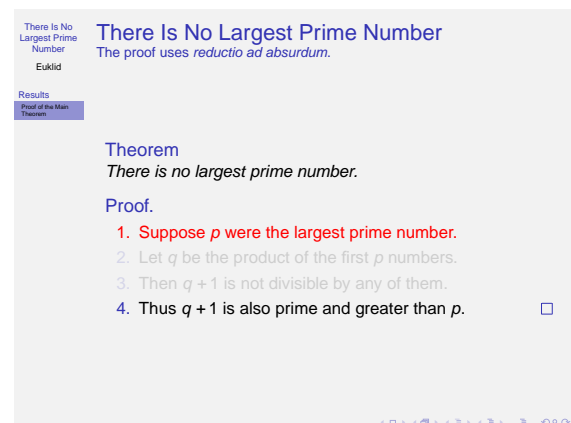 There Is No
Largest Prime
Number
Euklid
Results
Proof of the Main
Theorem
There Is No Largest Prime Number
The proof uses reductio ad absurdum.
Theorem
There is no largest prime number.
Proof.
1. Suppose p were the largest prime number.
2. Let q be the product of the first p numbers.
3. Then q + 1 is not divisible by any of them.
4. Thus q + 1 is also prime and greater than p.